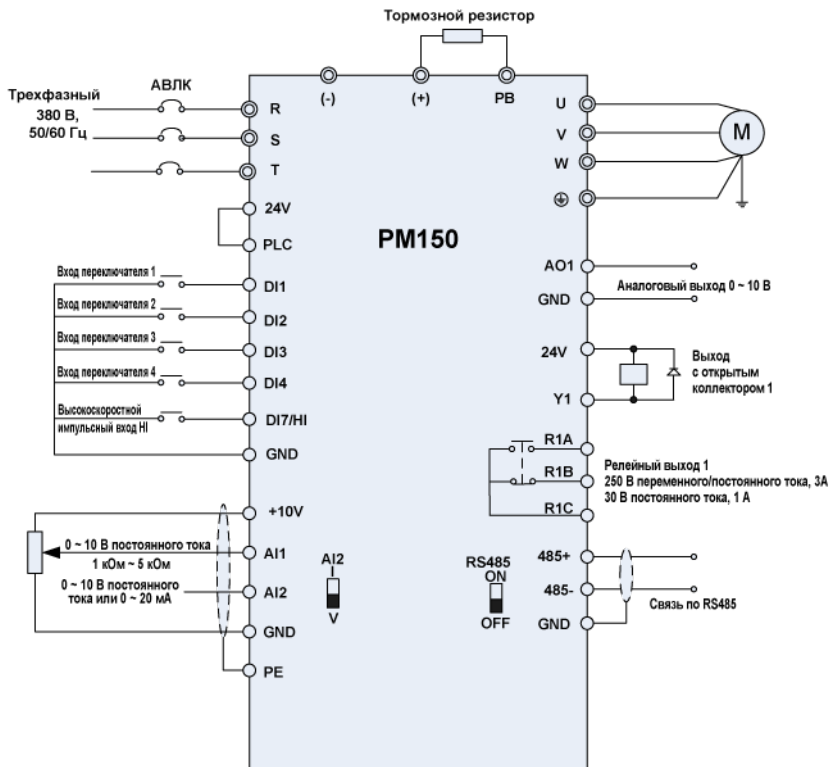 Тормозной резистор
АВЛК
Трехфазный
380 В,
50/60 Гц
(-)
(+)
PB
R
S
T
U
V
W
M
24V
PLC
PM150
Вход переключателя 1
DI1
Вход переключателя 2
DI2
Вход переключателя 3
DI3
Вход переключателя 4
DI4
Высокоскоростной
импульсный вход HI
DI7/HI
GND
AO1
Аналоговый выход 0 ~ 10 В
GND
24V
Выход
с открытым
коллектором 1
Y1
R1A
R1B
R1C
Релейный выход 1
250 В переменного/постоянного тока, 3А
30 В постоянного тока, 1 А
+10V
0 ~ 10 В постоянного тока
1 кОм ~ 5 кОм
AI1
0 ~ 10 В постоянного
тока или 0 ~ 20 мА
AI2
GND
PE
AI2
I
V
RS485
ON
OFF
485+
485-
Связь по RS485
GND